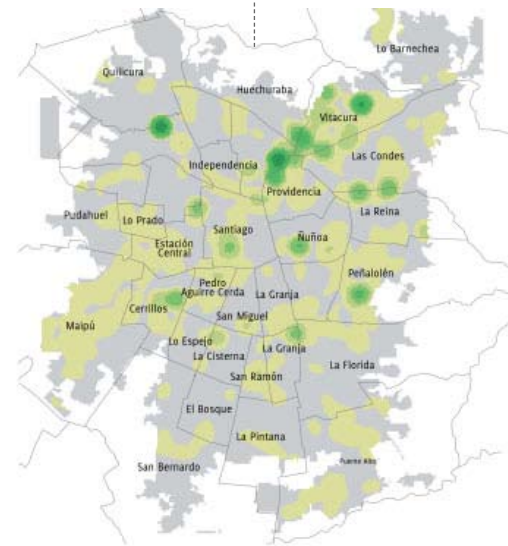 Lo Barnechea
Quilicura
Huechuraba
Vitacura
Las Condes
Independencia
Providencia
La Reina
Pudahuel
Lo Prado
Santiago
Ñuñoa
Estación
Central
Peñalolén
Pedro
Aguirre Cerda
La Granja
Cerrillos
San Miguel
Maipú
Lo Espejo
La Granja
La Cisterna
La Florida
San Ramón
El Bosque
La Pintana
Puente Alto
San Bernardo